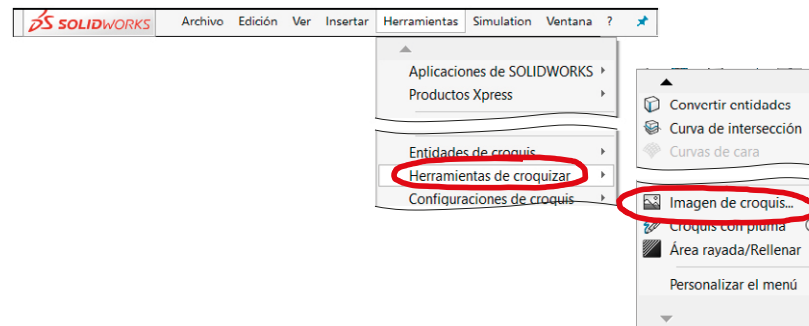 SOLIDWORKS Archivo Edición Ver Insertar Herramientas Simulation Ventana ?
Aplicaciones de SOLIDWORKS
Productos Xpress
Entidades de croquis
Herramientas de croquizar
Configuraciones de croquis
Convertir entidades
Curva de intersección
Curvas de cara
Imagen de croquis...
Croquis con pluma
Área rayada/Rellenar
Personalizar el menú